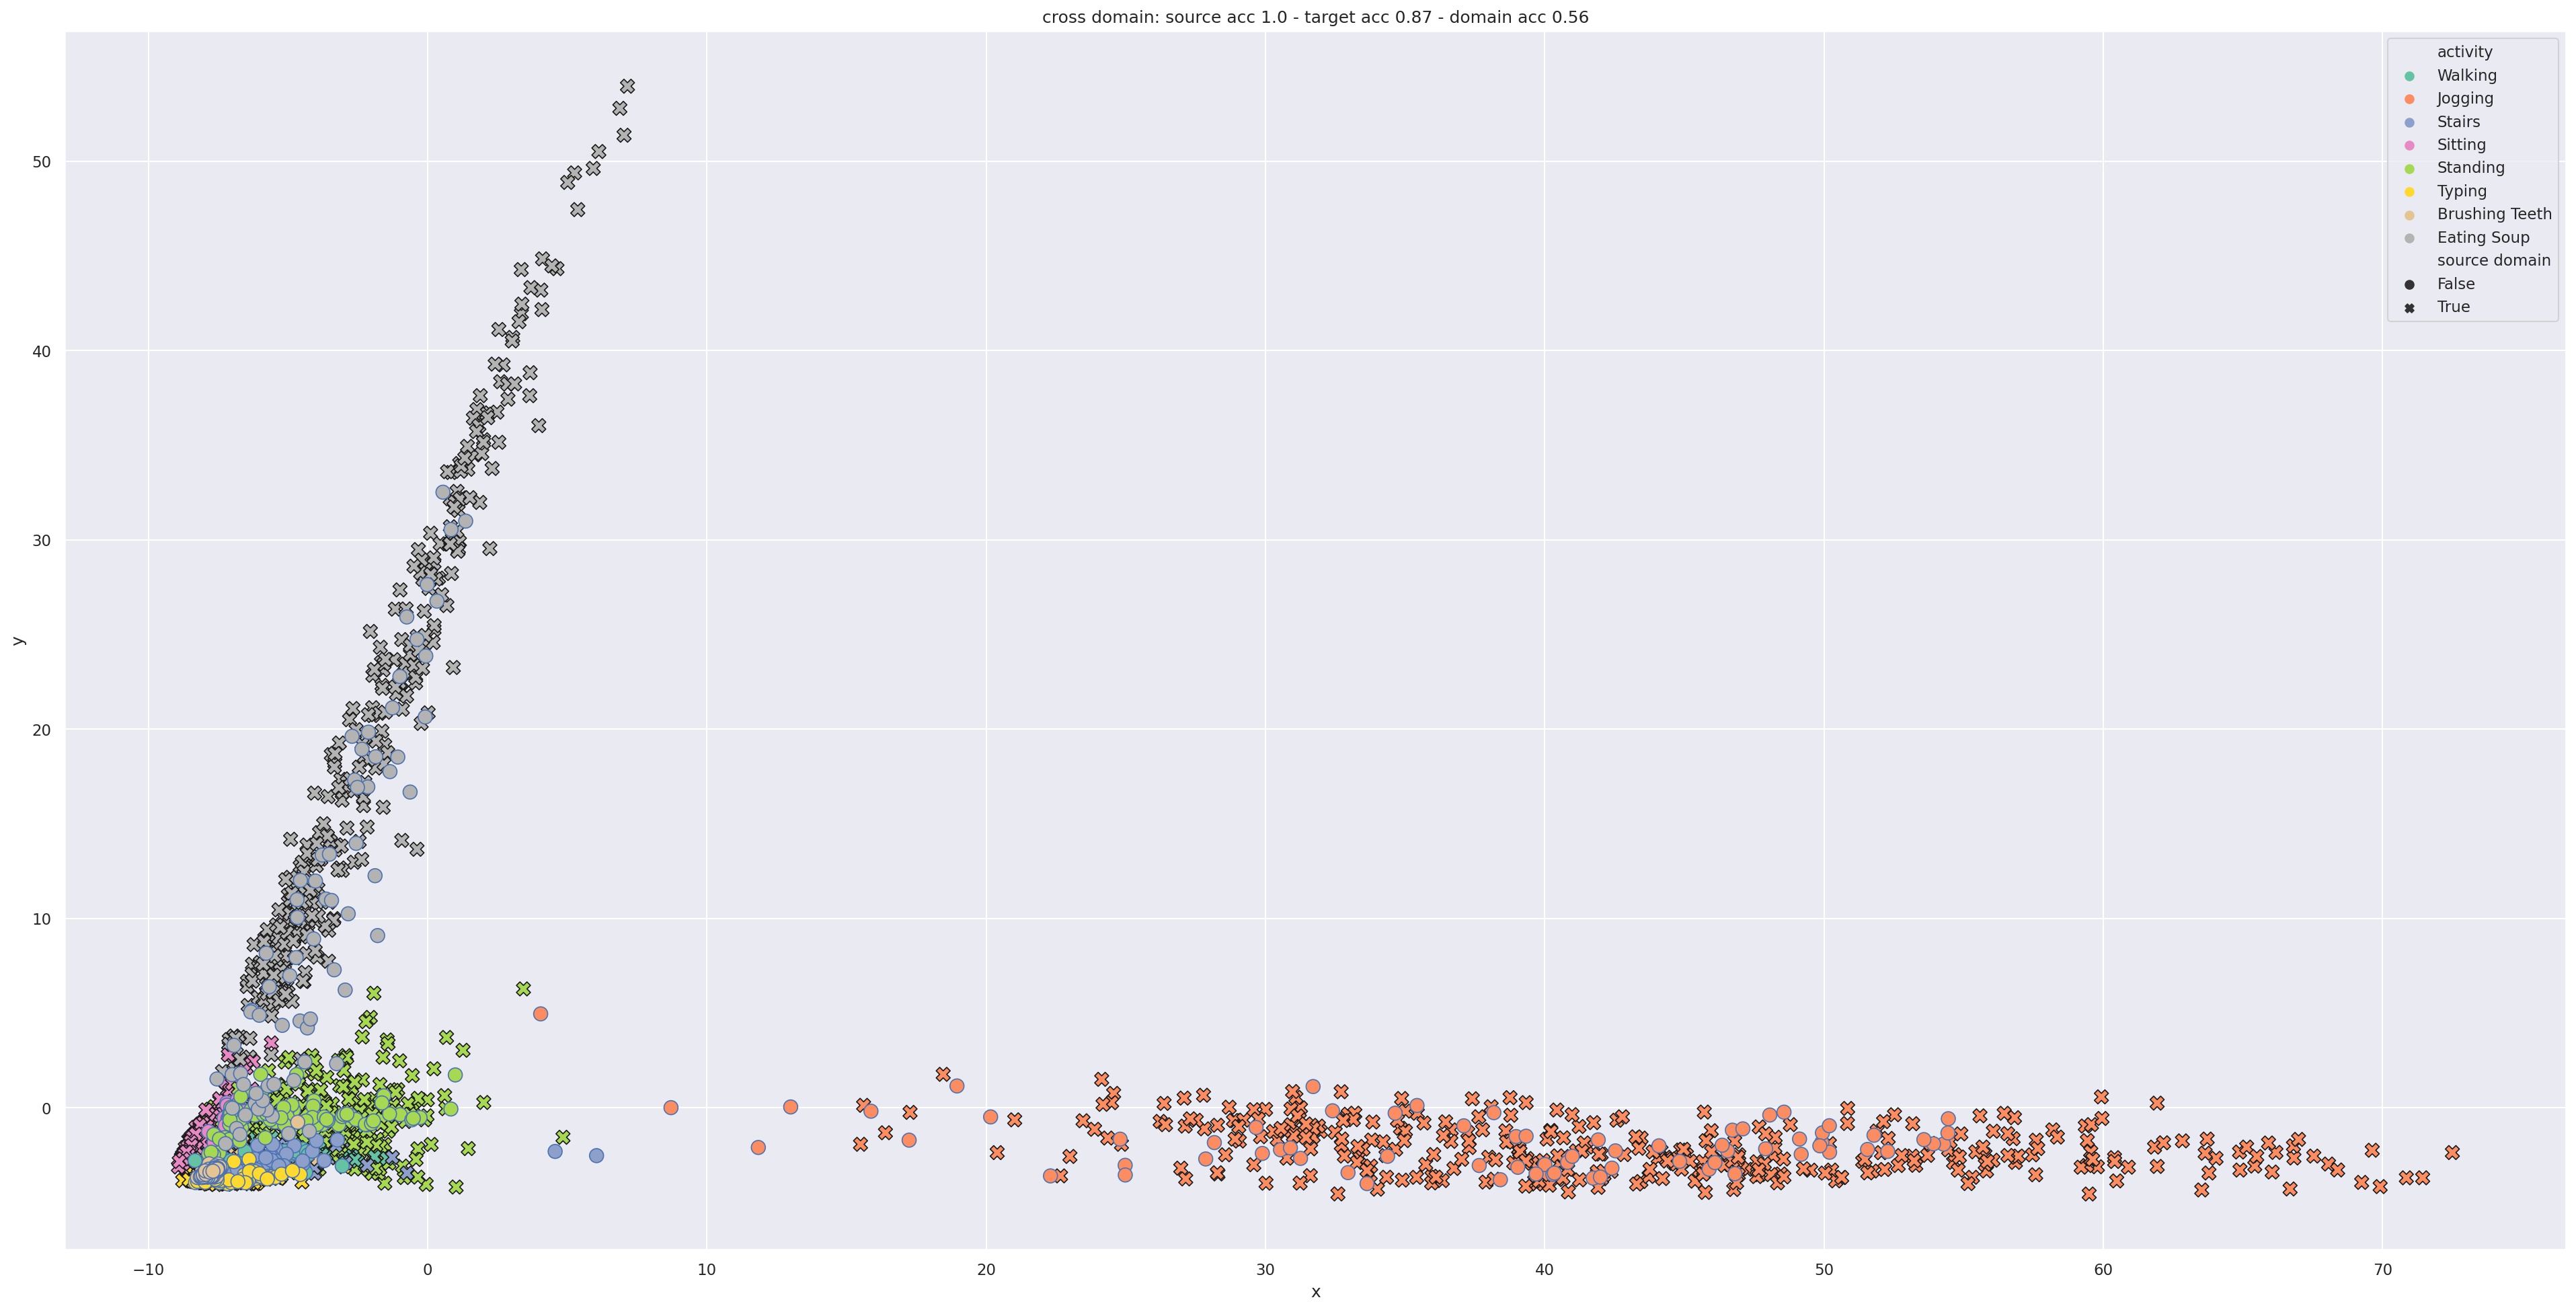 cross domain: source acc 1.0 - target acc 0.87 - domain acc 0.56
activity
Walking
Jogging
Stairs
Sitting
Standing
Typing
Brushing Teeth
Eating Soup
source domain
False
True
50
40
30
20
10
0
y
−10 0 10 20 30 40 50 60 70
x